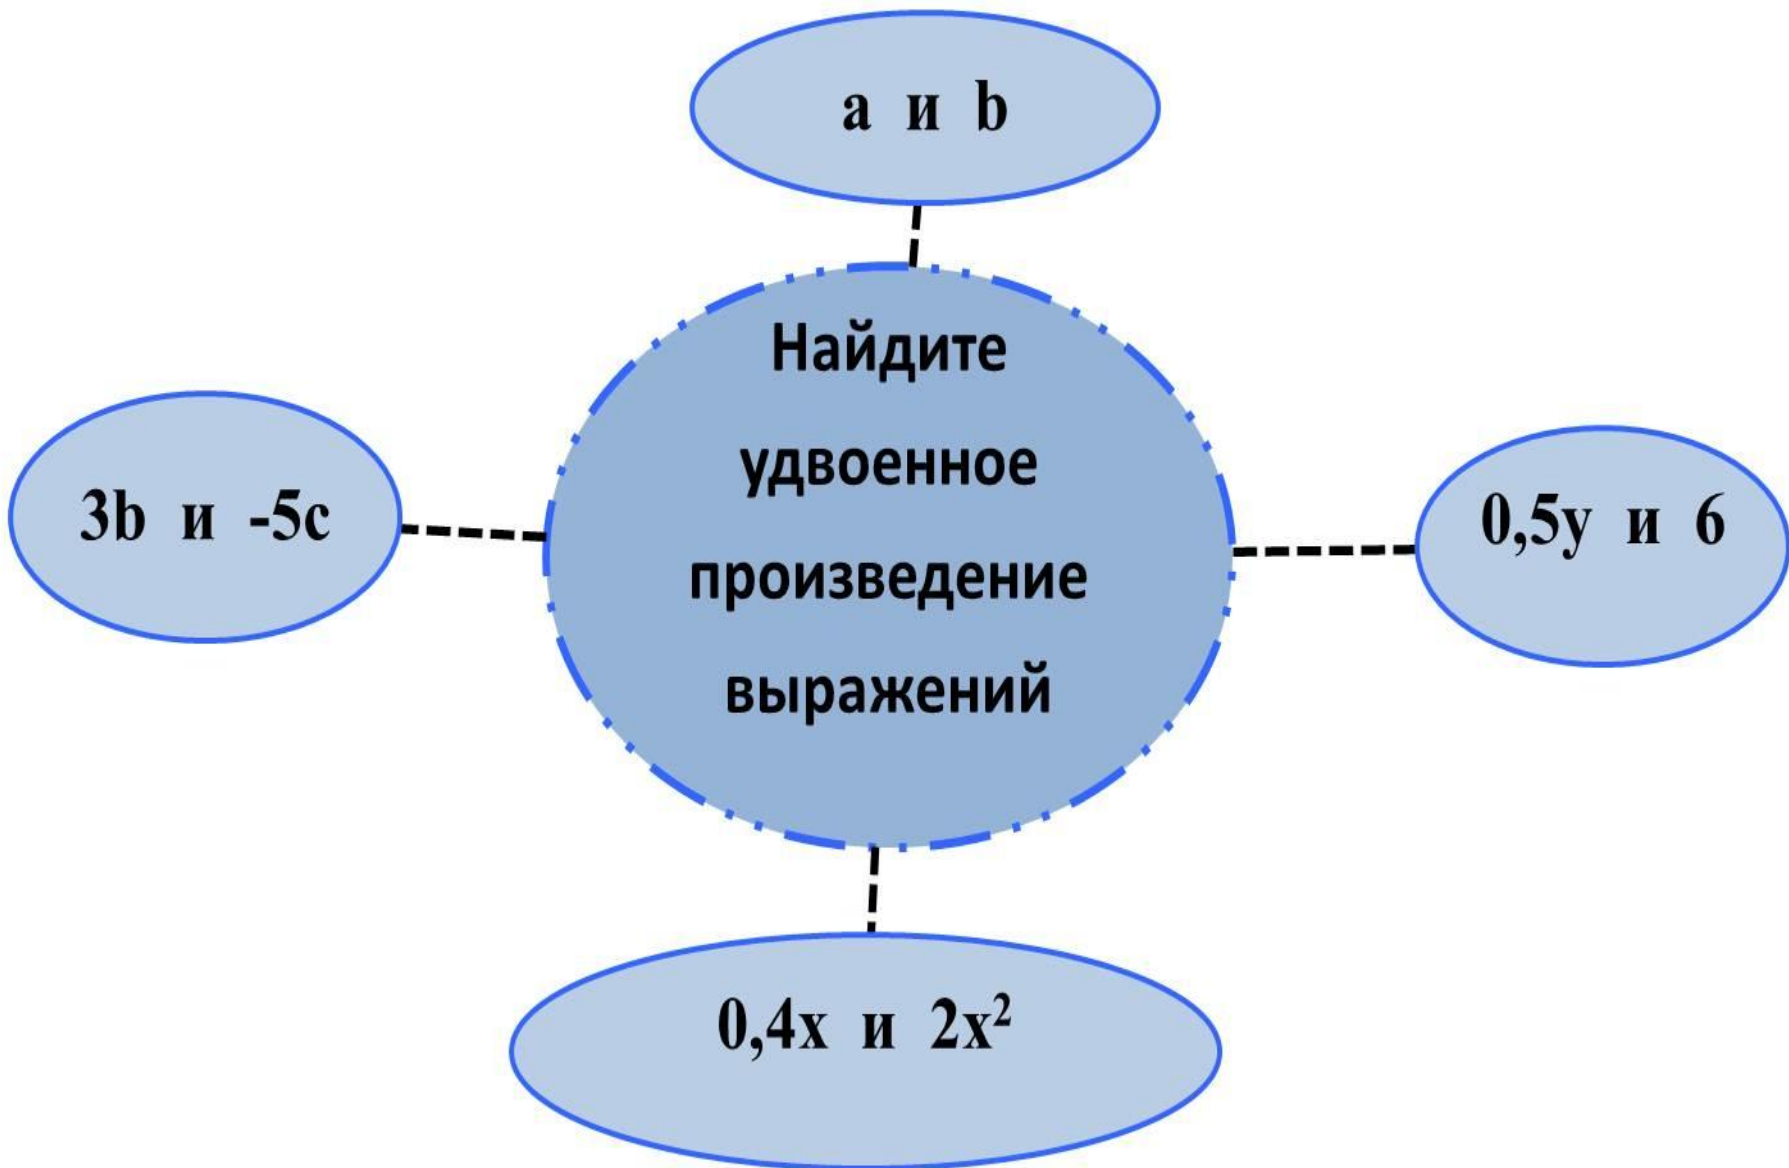 a и b
Найдите
удвоенное
произведение
выражений
3b и -5c
0,5y и 6
0,4x и 2x²